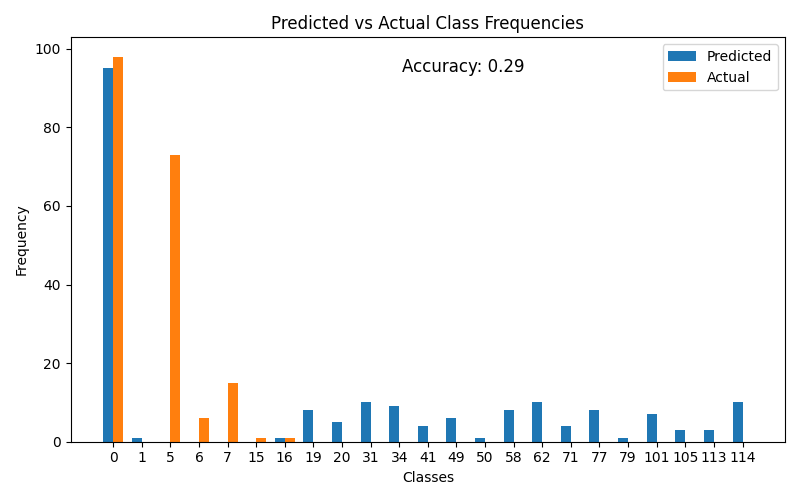 Predicted vs Actual Class Frequencies
Accuracy: 0.29
Predicted
Actual
Frequency
100
80
60
40
20
0
0 1 5 6 7 15 16 19 20 31 34 41 49 50 58 62 71 77 79 101 105 113 114
Classes